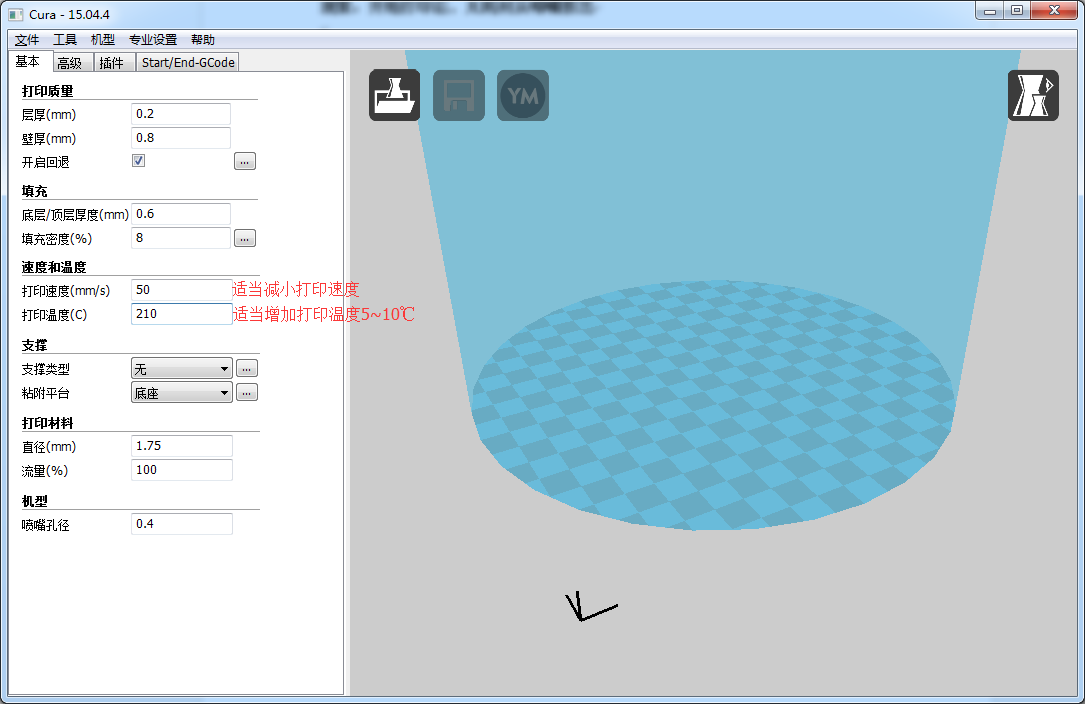 Cura - 15.04.4
文件 工具 机型 专业设置 帮助
基本 高级 插件 Start/End-GCode
打印质量
层厚(mm) 0.2
壁厚(mm) 0.8
开启回退 ...
填充
底层/顶层厚度(mm) 0.6
填充密度(%) 8 ...
速度和温度
打印速度(mm/s) 50 适当减小打印速度
打印温度(C) 210 适当增加打印温度5~10℃
支撑
支撑类型 无 ...
粘附平台 底座 ...
打印材料
直径(mm) 1.75
流量(%) 100
机型
喷嘴孔径 0.4
YM